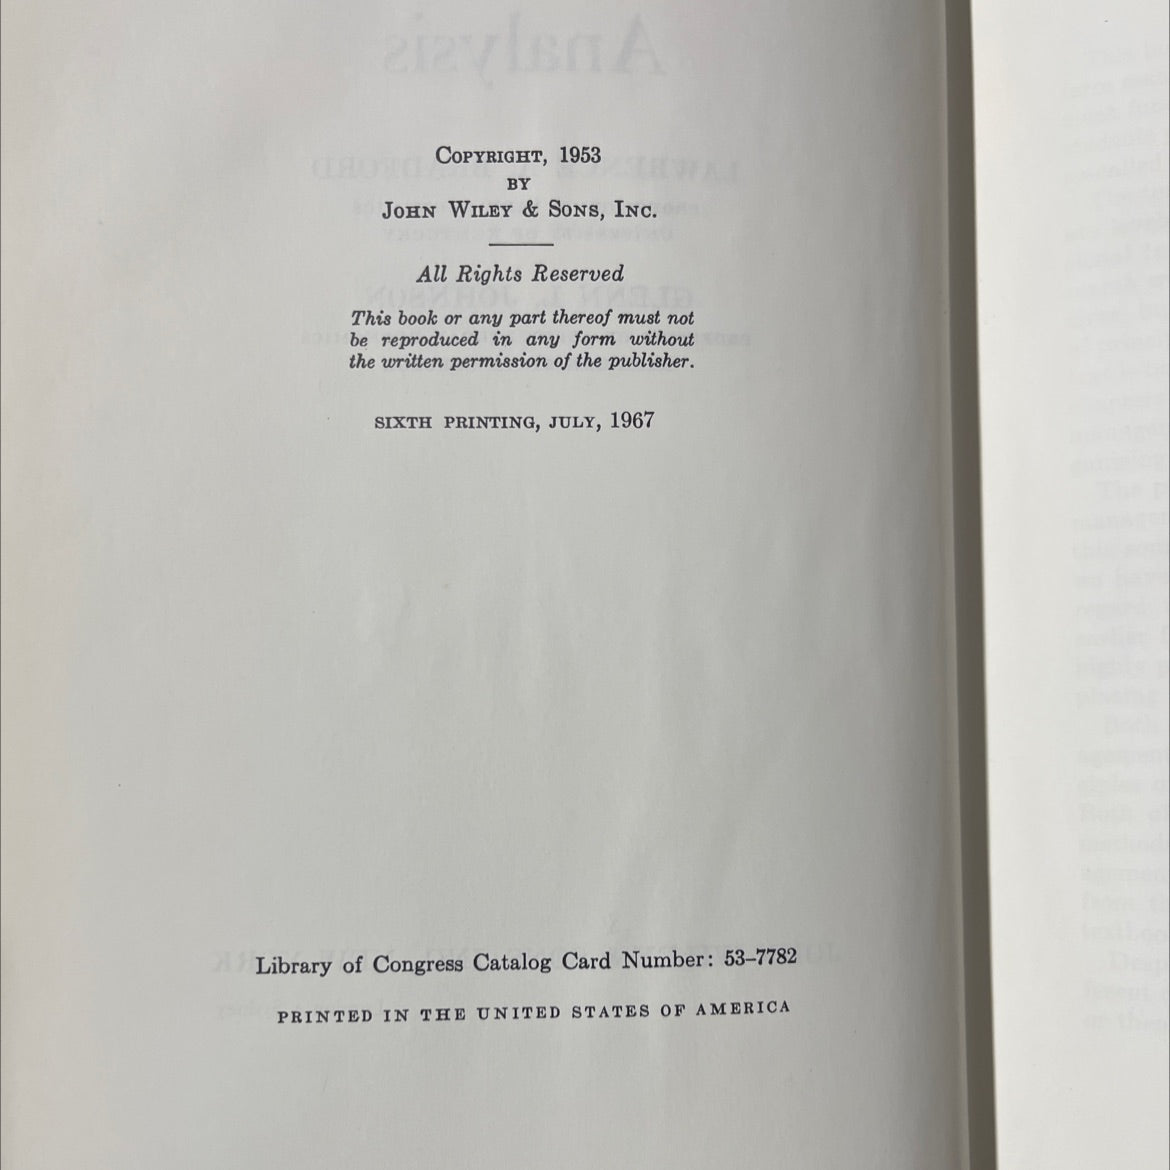 COPYRIGHT, 1953
BY
JOHN WILEY & SONS, INC.
All Rights Reserved
This book or any part thereof must not
be reproduced in any form without
the written permission of the publisher.
SIXTH PRINTING, JULY, 1967
Library of Congress Catalog Card Number: 53–7782
PRINTED IN THE UNITED STATES OF AMERICA